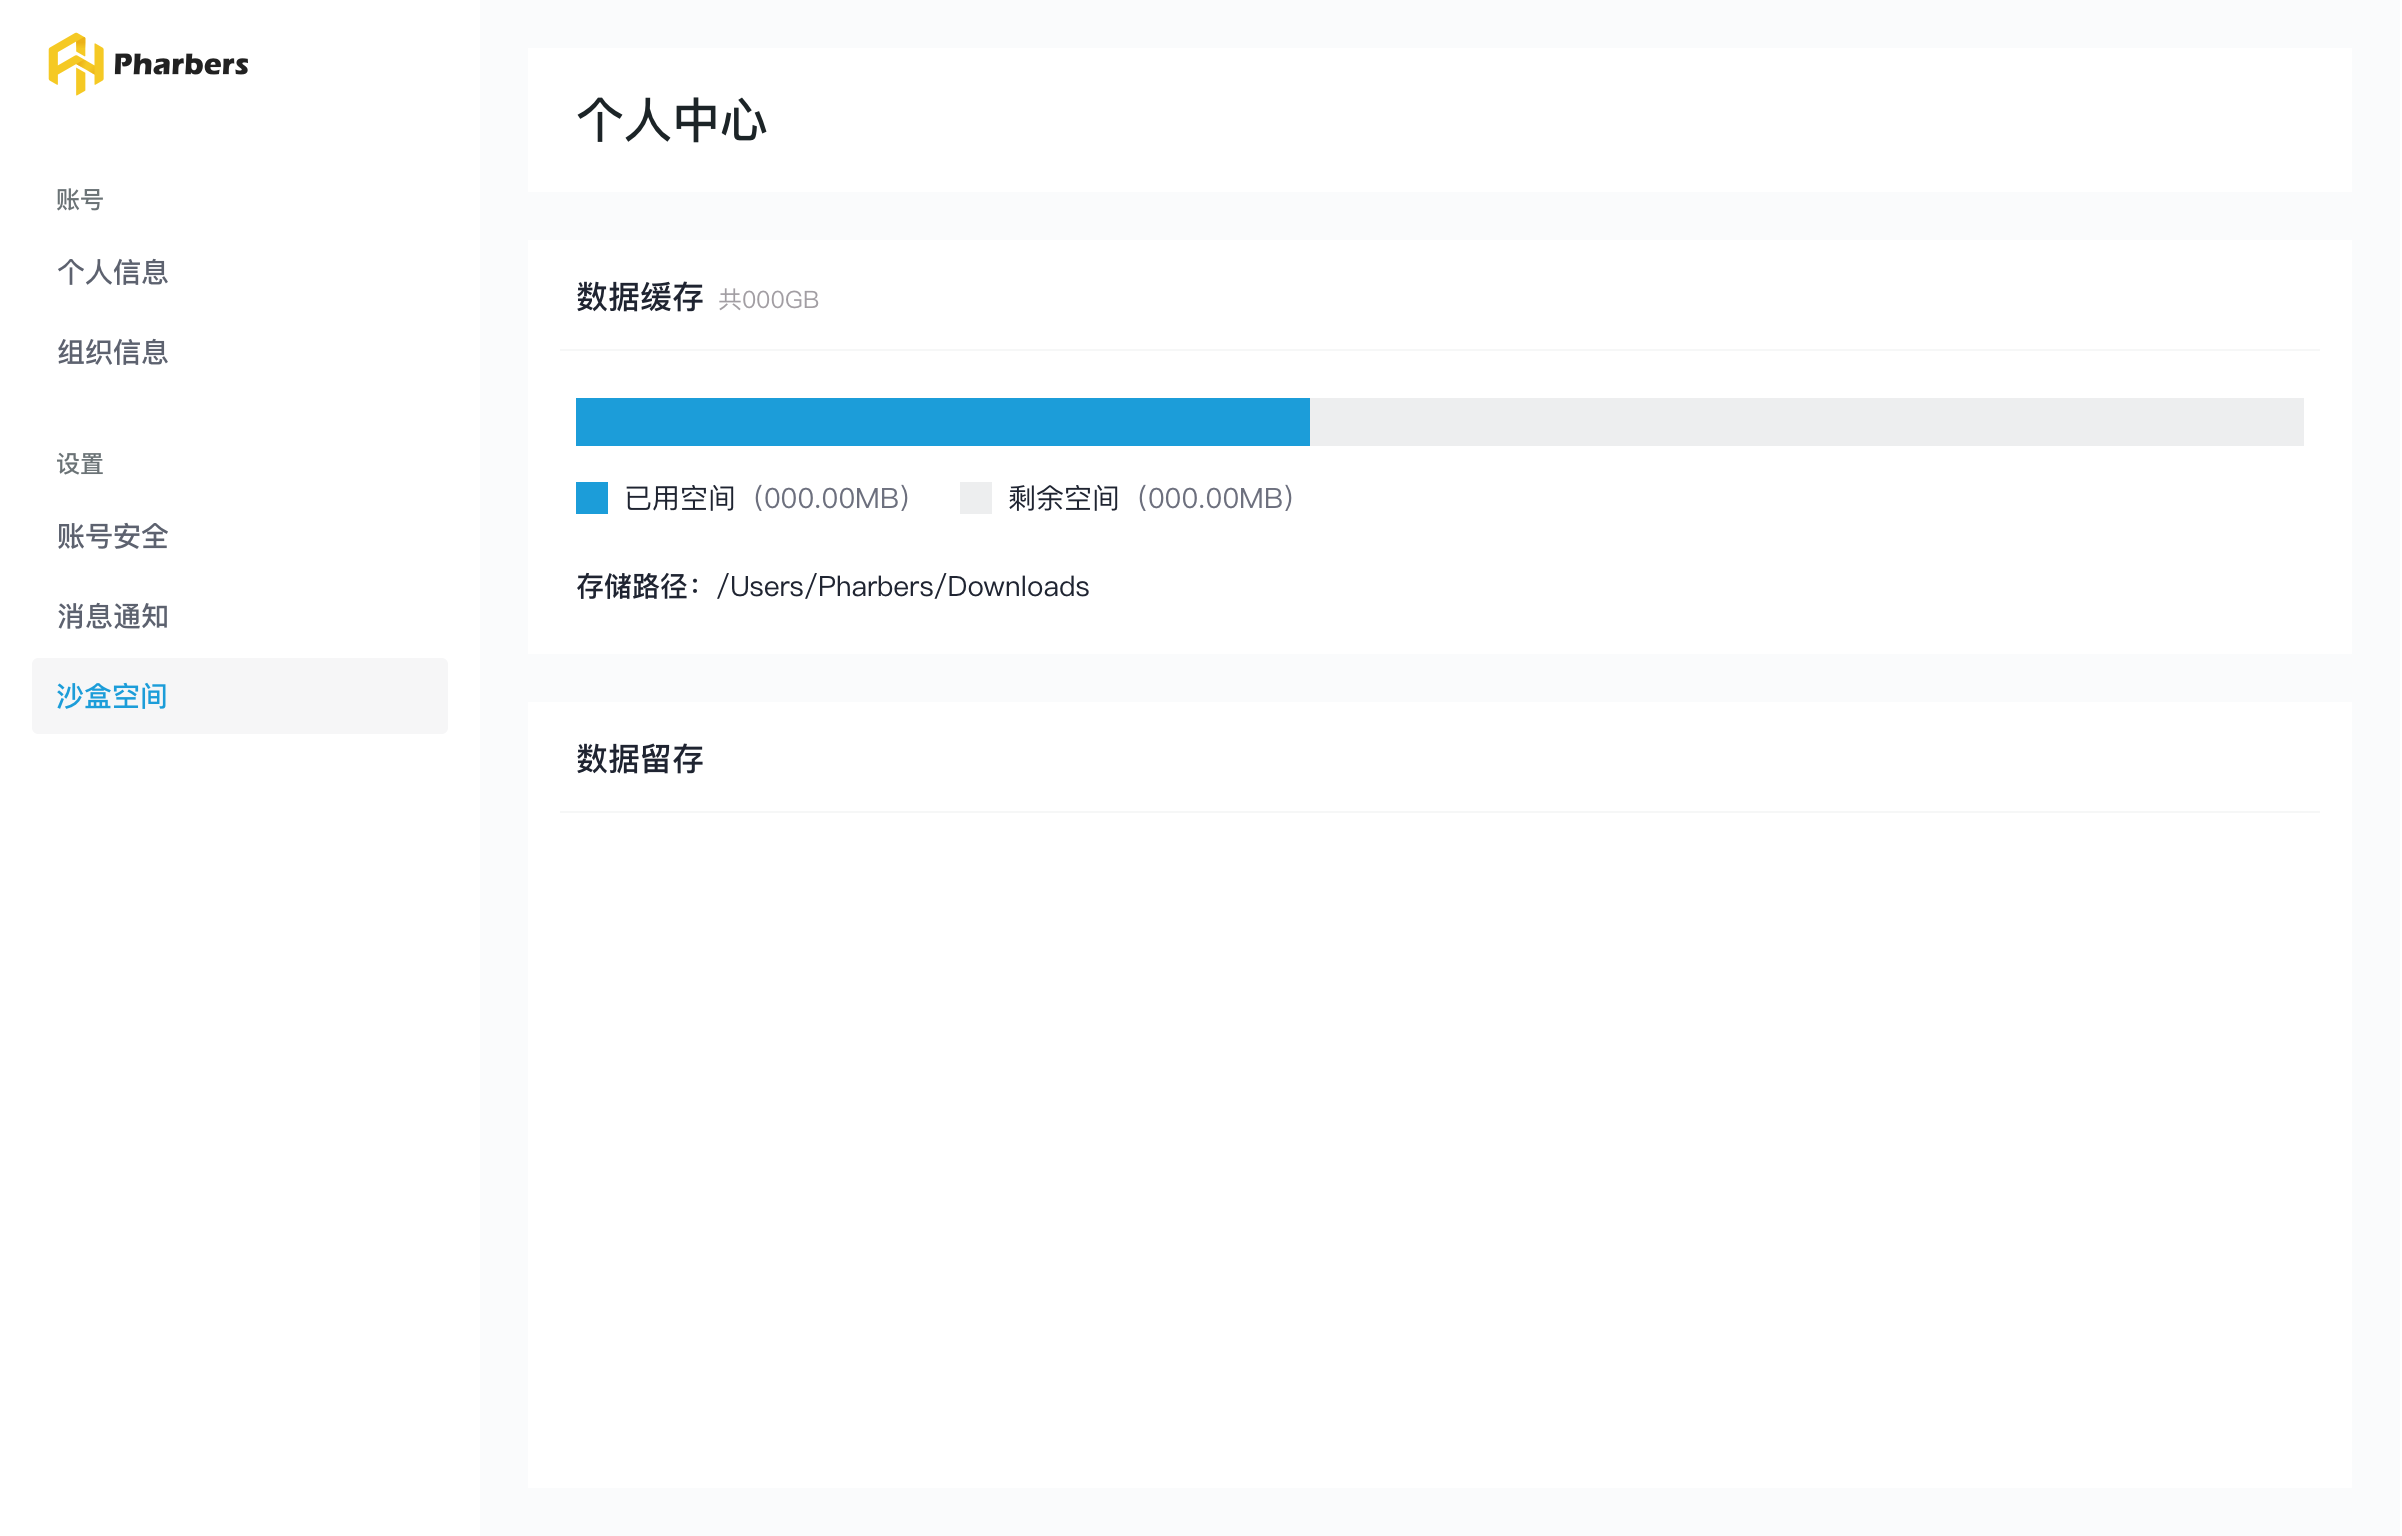 Pharbers
账号
个人信息
组织信息
设置
账号安全
消息通知
沙盒空间
个人中心
数据缓存 共000GB
已用空间（000.00MB） 剩余空间（000.00MB）
存储路径：/Users/Pharbers/Downloads
数据留存